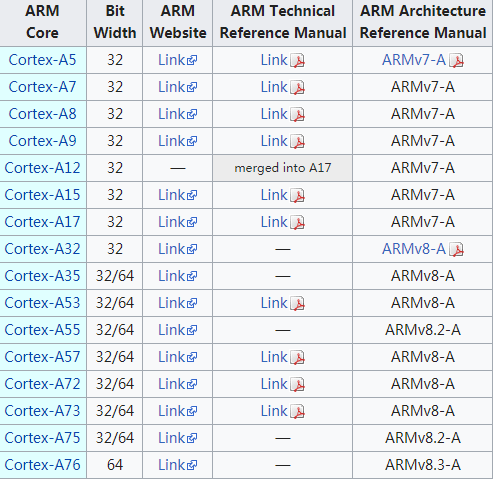 ARM Core Bit Width ARM Website ARM Technical Reference Manual ARM Architecture Reference Manual
Cortex-A5 32 Link Link ARMv7-A
Cortex-A7 32 Link Link ARMv7-A
Cortex-A8 32 Link Link ARMv7-A
Cortex-A9 32 Link Link ARMv7-A
Cortex-A12 32 — merged into A17 ARMv7-A
Cortex-A15 32 Link Link ARMv7-A
Cortex-A17 32 Link Link ARMv7-A
Cortex-A32 32 Link — ARMv8-A
Cortex-A35 32/64 Link — ARMv8-A
Cortex-A53 32/64 Link Link ARMv8-A
Cortex-A55 32/64 Link — ARMv8.2-A
Cortex-A57 32/64 Link Link ARMv8-A
Cortex-A72 32/64 Link Link ARMv8-A
Cortex-A73 32/64 Link Link ARMv8-A
Cortex-A75 32/64 Link — ARMv8.2-A
Cortex-A76 64 Link — ARMv8.3-A